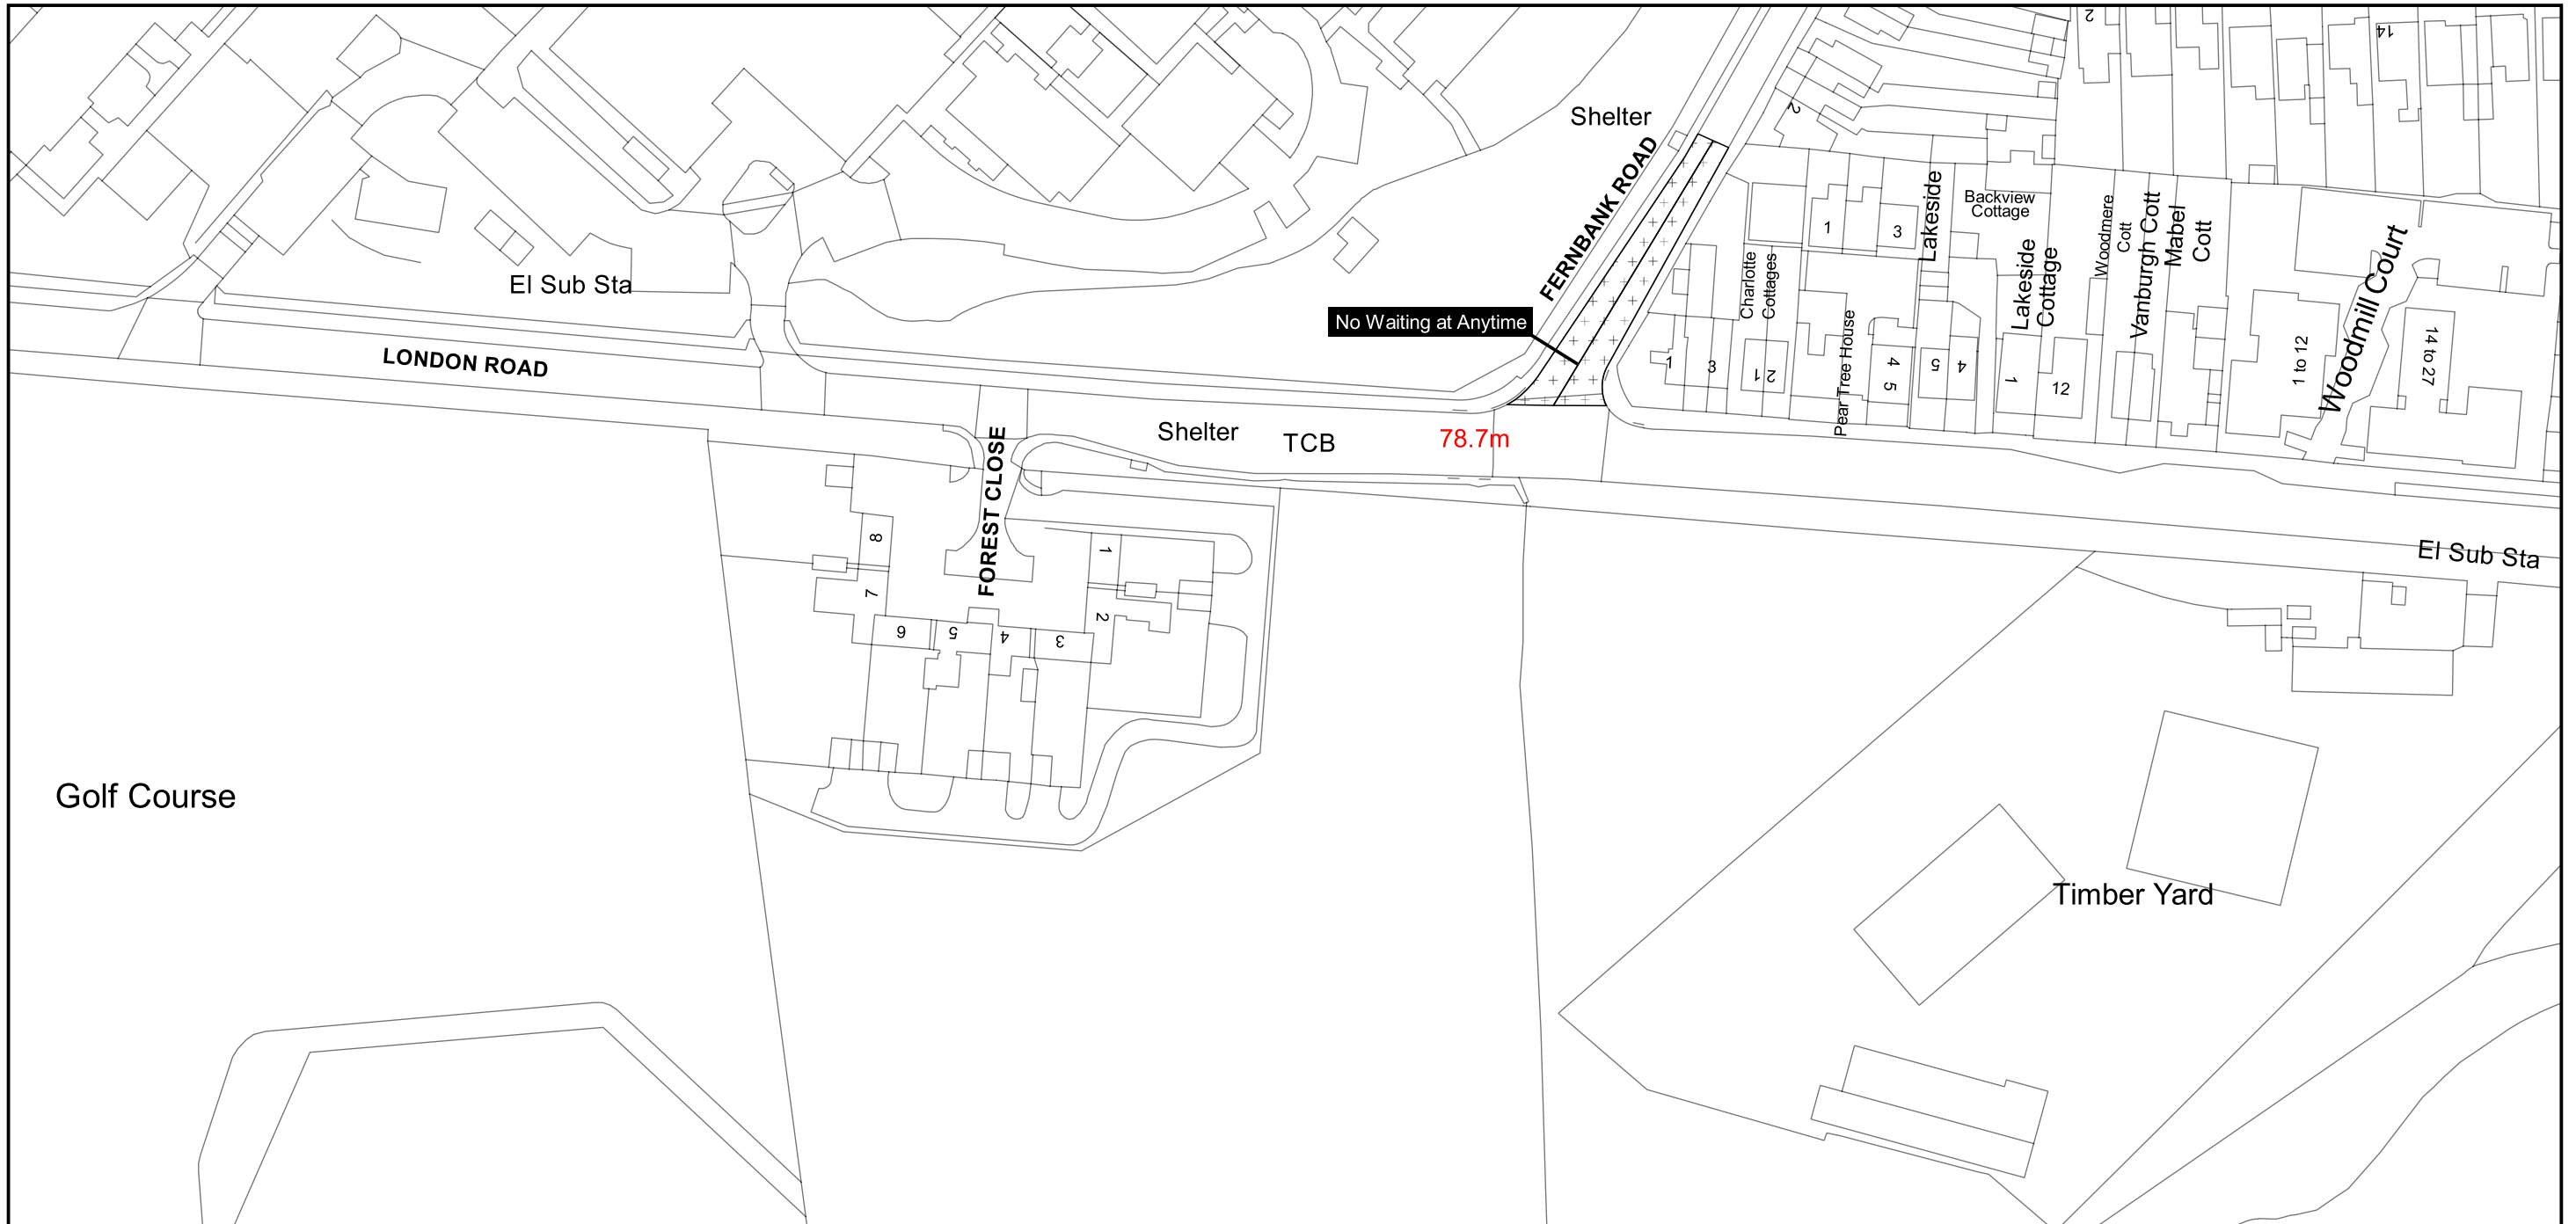 2
14
Shelter
2
FERNBANK ROAD
El Sub Sta
LONDON ROAD
No Waiting at Anytime
1
3
Lakeside
Backview
Cottage
Charlotte
Cottages
Lakeside
Cottage
Woodmere
Cott
Vanburgh Cott
Mabel
Cott
Woodmill Court
1
3
1
2
Pear Tree House
4
5
5
4
1
12
1 to 12
14 to 27
Shelter
TCB
78.7m
FOREST CLOSE
8
7
6
5
4
3
2
1
El Sub Sta
Golf Course
Timber Yard